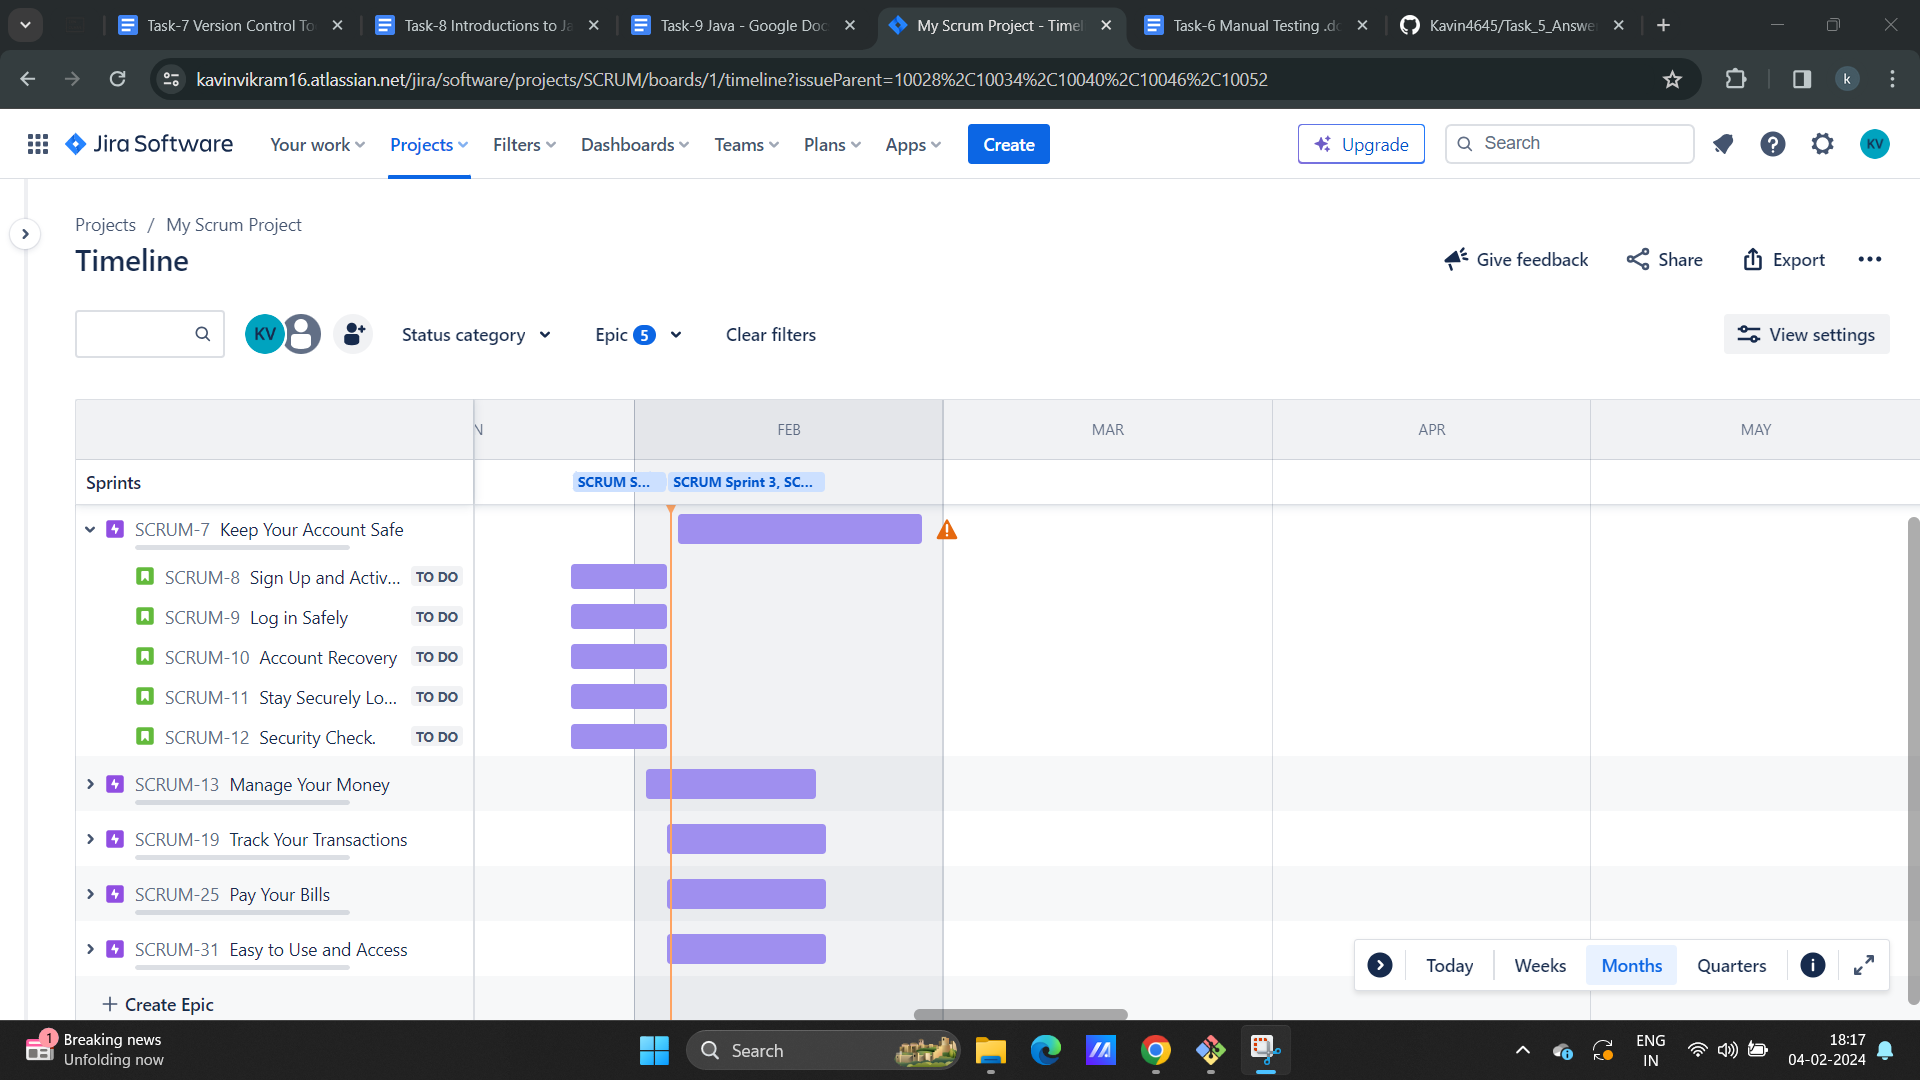 Task-7 Version Control To
Task-8 Introductions to Ja
Task-9 Java - Google Doc
My Scrum Project - Timel
Task-6 Manual Testing .do
Kavin4645/Task_5_Answe
kavinvikram16.atlassian.net/jira/software/projects/SCRUM/boards/1/timeline?issueParent=10028%2C10034%2C10040%2C10046%2C10052
k
Jira Software
Your work
Projects
Filters
Dashboards
Teams
Plans
Apps
Create
Upgrade
Search
KV
Projects / My Scrum Project
Timeline
Give feedback
Share
Export
KV
Status category
Epic 5
Clear filters
View settings
N
FEB
MAR
APR
MAY
Sprints
SCRUM S...
SCRUM Sprint 3, SC...
SCRUM-7 Keep Your Account Safe
SCRUM-8 Sign Up and Activ... TO DO
SCRUM-9 Log in Safely TO DO
SCRUM-10 Account Recovery TO DO
SCRUM-11 Stay Securely Lo... TO DO
SCRUM-12 Security Check. TO DO
SCRUM-13 Manage Your Money
SCRUM-19 Track Your Transactions
SCRUM-25 Pay Your Bills
SCRUM-31 Easy to Use and Access
Today
Weeks
Months
Quarters
+ Create Epic
1
Breaking news
Unfolding now
Search
ENG
IN
18:17
04-02-2024